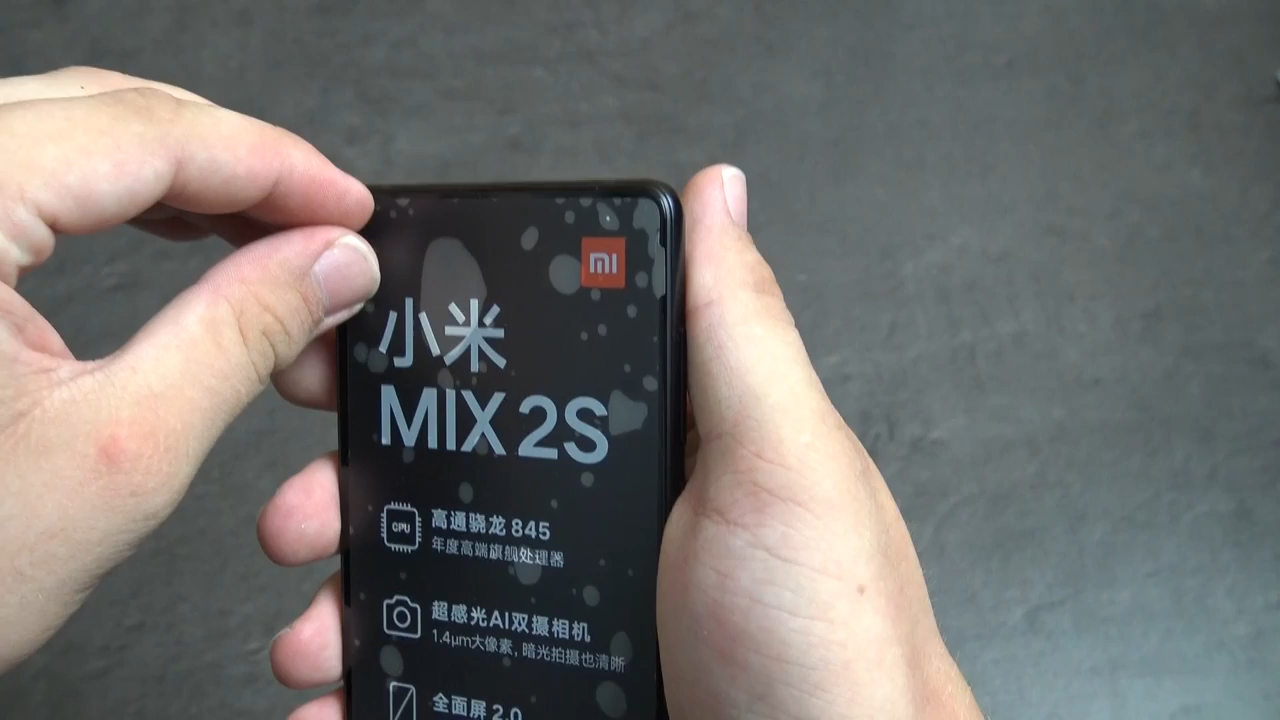 MI
小米
MIX 2S
CPU
高通骁龙 845
年度高端旗舰处理器
超感光AI双摄相机
1.4μm大像素，暗光拍摄也清晰
全面屏 2.0